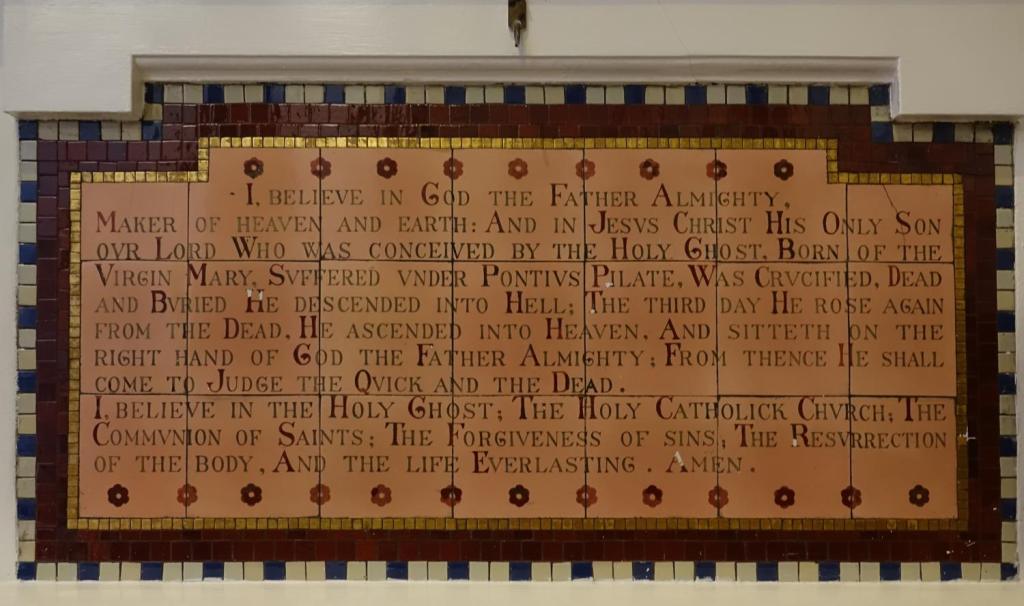 · I, BELIEVE IN GOD THE FATHER ALMIGHTY,
MAKER OF HEAVEN AND EARTH: AND IN JESVS CHRIST HIS ONLY SON
OVR LORD WHO WAS CONCEIVED BY THE HOLY GHOST, BORN OF THE
VIRGIN MARY, SVFFERED VNDER PONTIVS PILATE, WAS CRVCIFIED, DEAD
AND BVRIED HE DESCENDED INTO HELL; THE THIRD DAY HE ROSE AGAIN
FROM THE DEAD, HE ASCENDED INTO HEAVEN, AND SITTETH ON THE
RIGHT HAND OF GOD THE FATHER ALMIGHTY; FROM THENCE HE SHALL
COME TO JUDGE THE QVICK AND THE DEAD.
I, BELIEVE IN THE HOLY GHOST; THE HOLY CATHOLICK CHVRCH; THE
COMMVNION OF SAINTS; THE FORGIVENESS OF SINS, THE RESVRRECTION
OF THE BODY, AND THE LIFE EVERLASTING. AMEN.